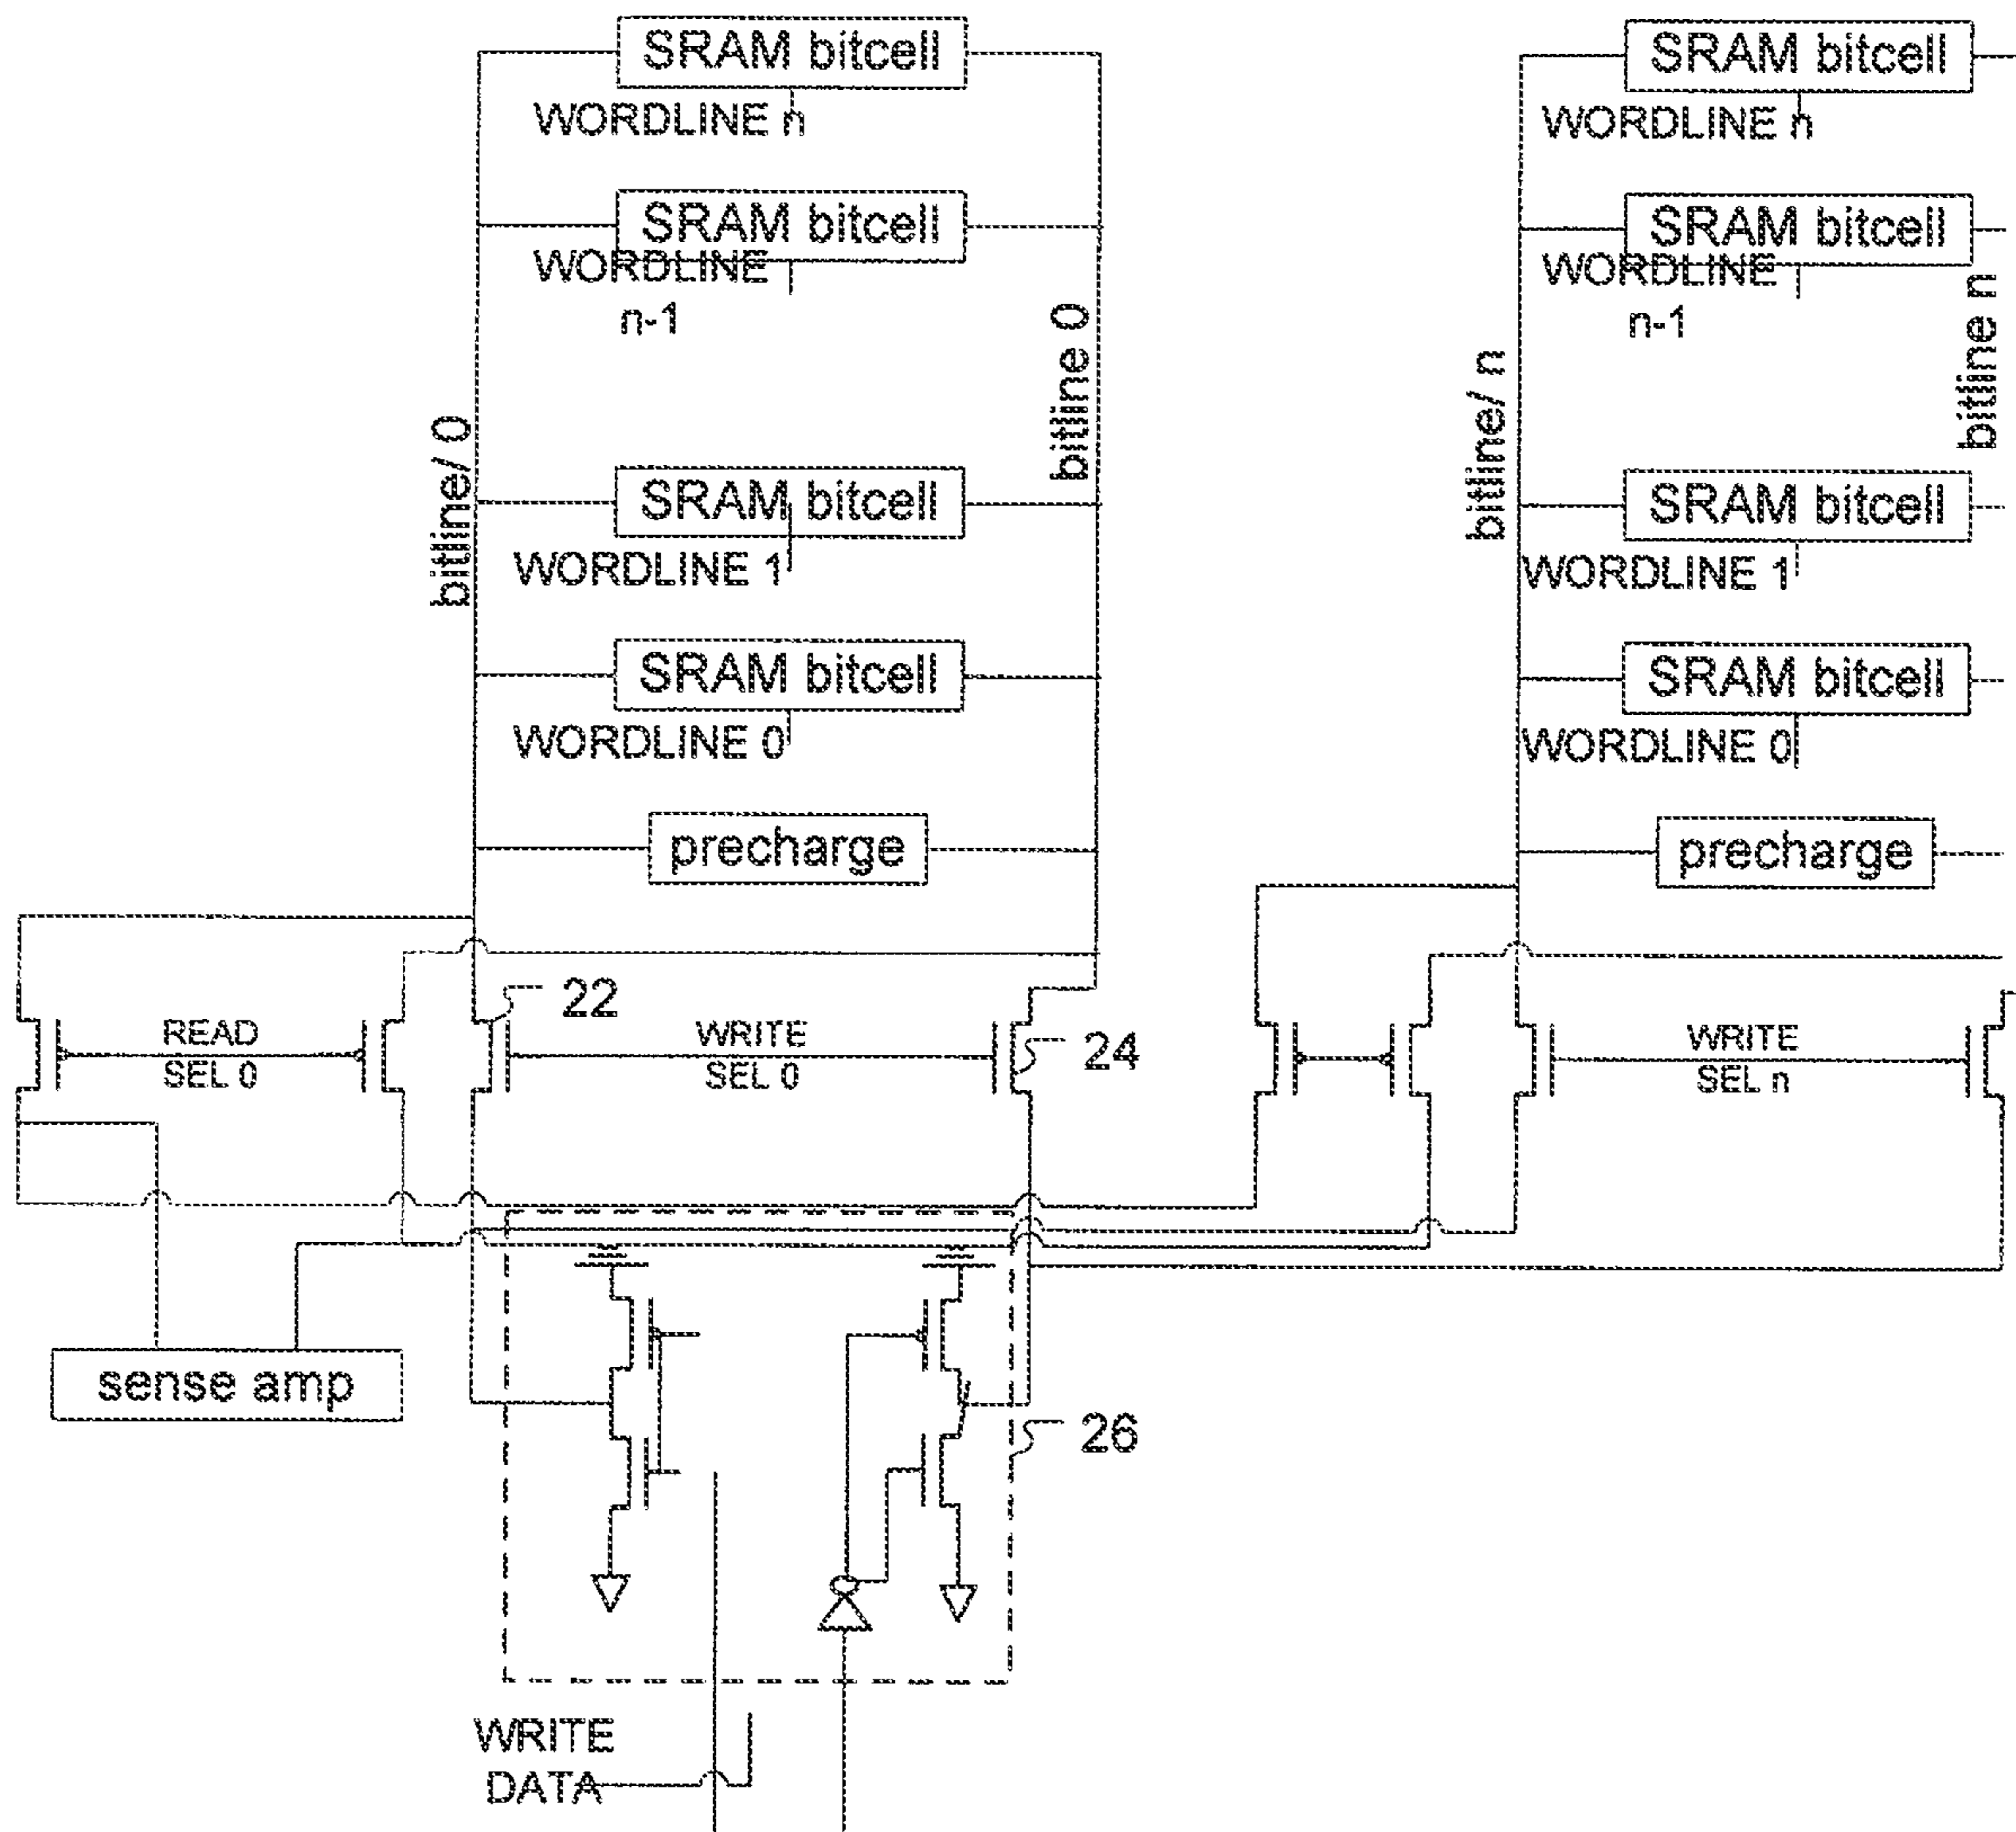 SRAM bitcell
SRAM bitcell
WORDLINE n
WORDLINE n
SRAM bitcell
SRAM bitcell
WORDLINE
n-1
WORDLINE
n-1
bitline/ 0
bitline 0
bitline/ n
bitline n
SRAM bitcell
SRAM bitcell
WORDLINE 1
WORDLINE 1
SRAM bitcell
SRAM bitcell
WORDLINE 0
WORDLINE 0
precharge
precharge
22
READ
SEL 0
WRITE
SEL 0
24
WRITE
SEL n
sense amp
26
WRITE
DATA